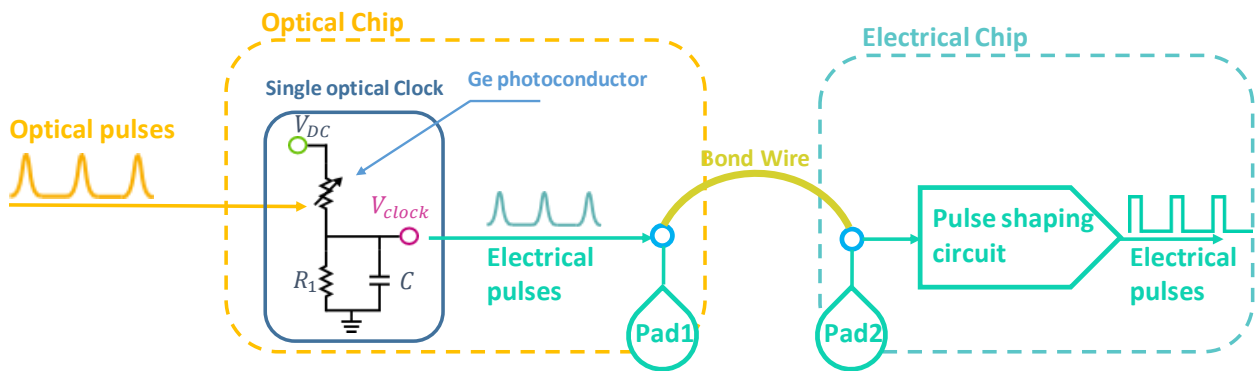 Optical Chip
Electrical Chip
Single optical Clock
Ge photoconductor
Optical pulses
V_DC
Bond Wire
V_clock
Pulse shaping
circuit
Electrical
pulses
R_1
C
Electrical
pulses
Pad1
Pad2